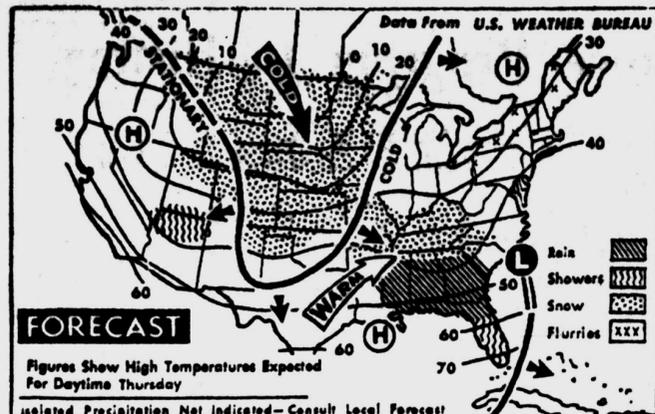 Data From U.S. WEATHER BUREAU
40 30 20 10 COLD 0 10 20 H 30
STATIONARY
50 H COLD 40
60 WARM 60 H L 50 60 70
Rain
Showers
Snow
Flurries XXX
FORECAST
Figures Show High Temperatures Expected
For Daytime Thursday
Isolated Precipitation Not Indicated—Consult Local Forecast